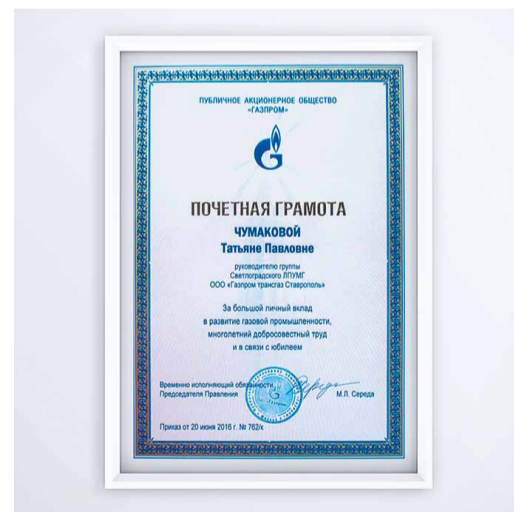 ПУБЛИЧНОЕ АКЦИОНЕРНОЕ ОБЩЕСТВО
«ГАЗПРОМ»
ПОЧЕТНАЯ ГРАМОТА
ЧУМАКОВОЙ
Татьяне Павловне
руководителю группы
Светлоградского ЛПУМГ
ООО «Газпром трансгаз Ставрополь»
За большой личный вклад
в развитие газовой промышленности,
многолетний добросовестный труд
и в связи с юбилеем
Временно исполняющий обязанности
Председателя Правления
М.Л. Середа
Приказ от 20 июня 2016 г. № 762/к